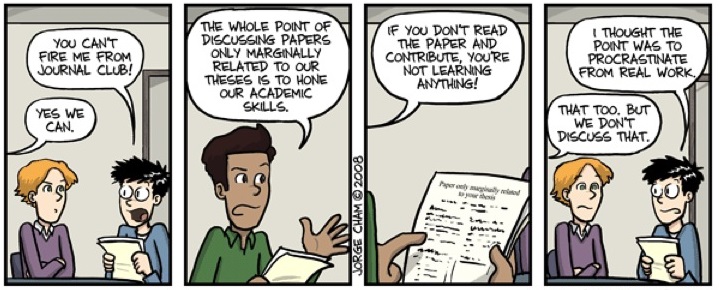 YOU CAN'T
FIRE ME FROM
JOURNAL CLUB!
YES WE
CAN.
THE WHOLE POINT OF
DISCUSSING PAPERS
ONLY MARGINALLY
RELATED TO OUR
THESES IS TO HONE
OUR ACADEMIC
SKILLS.
JORGE CHAM © 2008
IF YOU DON'T READ
THE PAPER AND
CONTRIBUTE, YOU'RE
NOT LEARNING
ANYTHING!
Paper only marginally related
to your thesis
I THOUGHT THE
POINT WAS TO
PROCRASTINATE
FROM REAL WORK.
THAT TOO. BUT
WE DON'T
DISCUSS THAT.